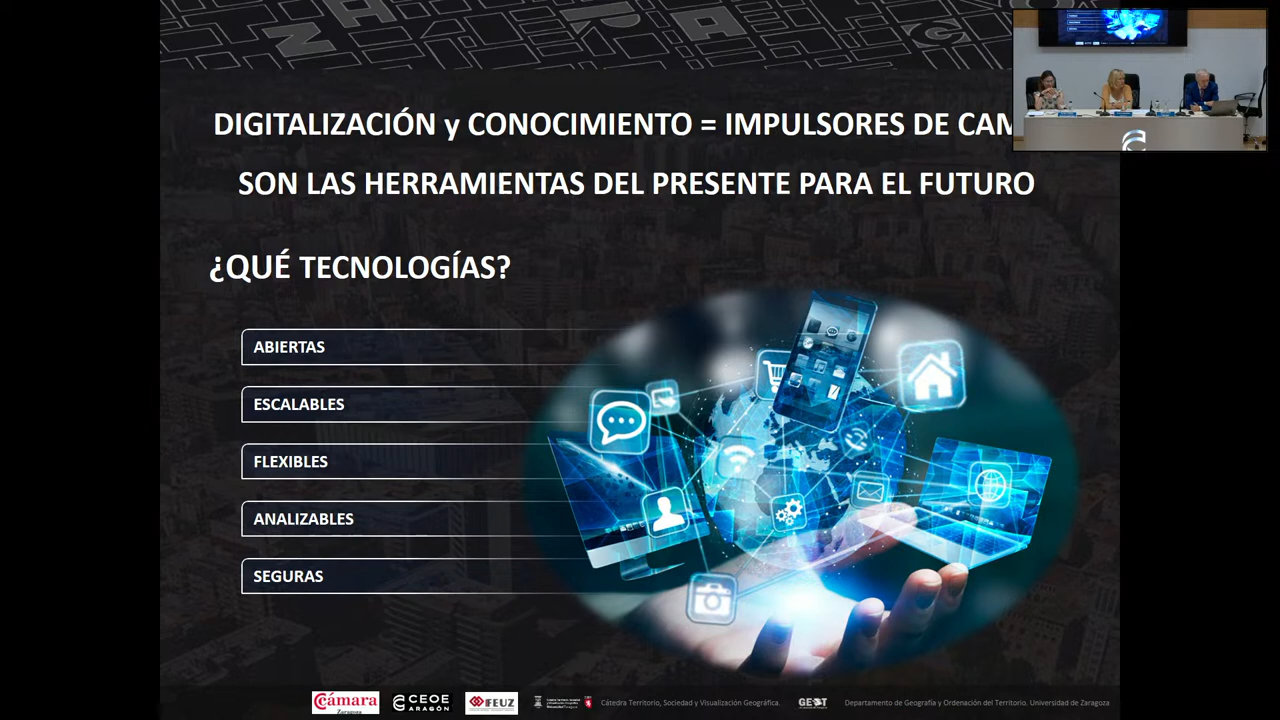 DIGITALIZACIÓN y CONOCIMIENTO = IMPULSORES DE CAM
SON LAS HERRAMIENTAS DEL PRESENTE PARA EL FUTURO
¿QUÉ TECNOLOGÍAS?
ABIERTAS
ESCALABLES
FLEXIBLES
ANALIZABLES
SEGURAS
Cámara Zaragoza
CEOE ARAGÓN
FEUZ
Cátedra Territorio, Sociedad y Visualización Geográfica.
GEOT
Departamento de Geografía y Ordenación del Territorio. Universidad de Zaragoza